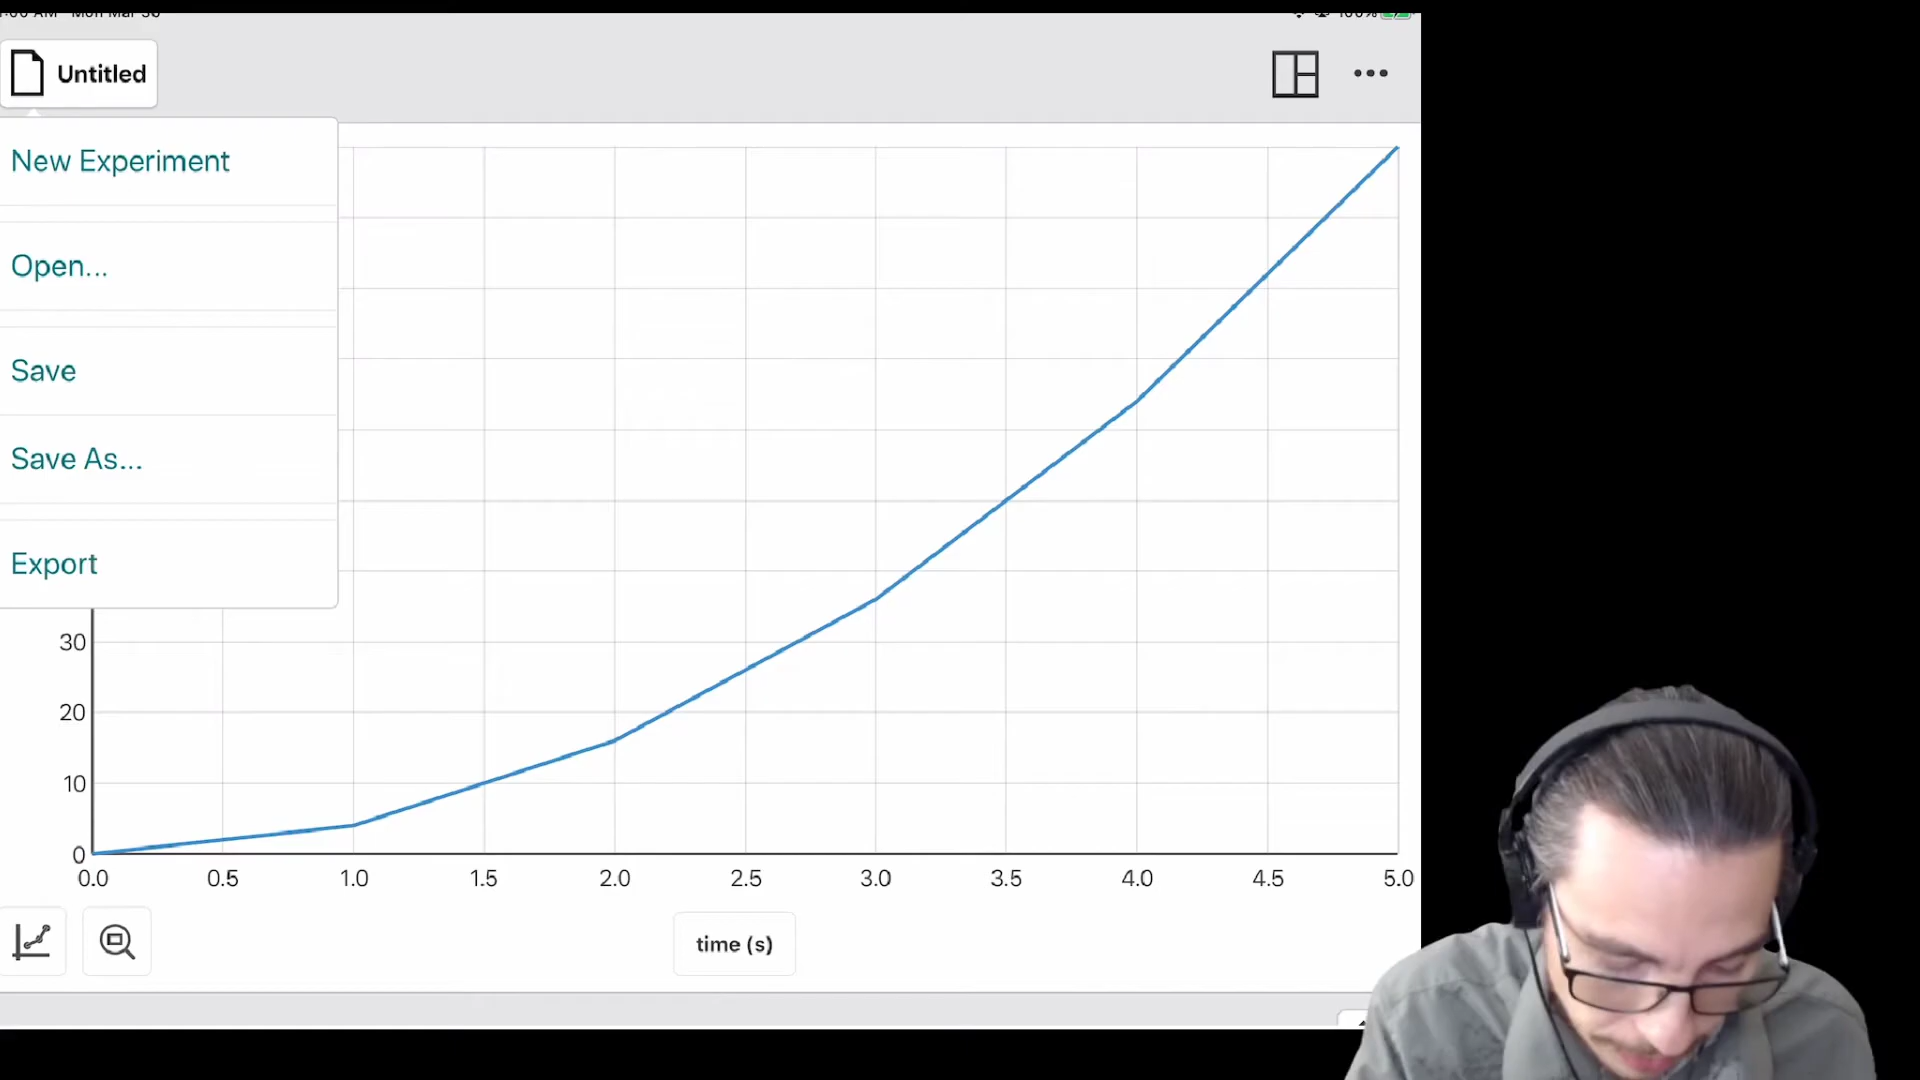 Untitled
New Experiment
Open...
Save
Save As...
Export
30
20
10
0
0.0 0.5 1.0 1.5 2.0 2.5 3.0 3.5 4.0 4.5 5.0
time (s)